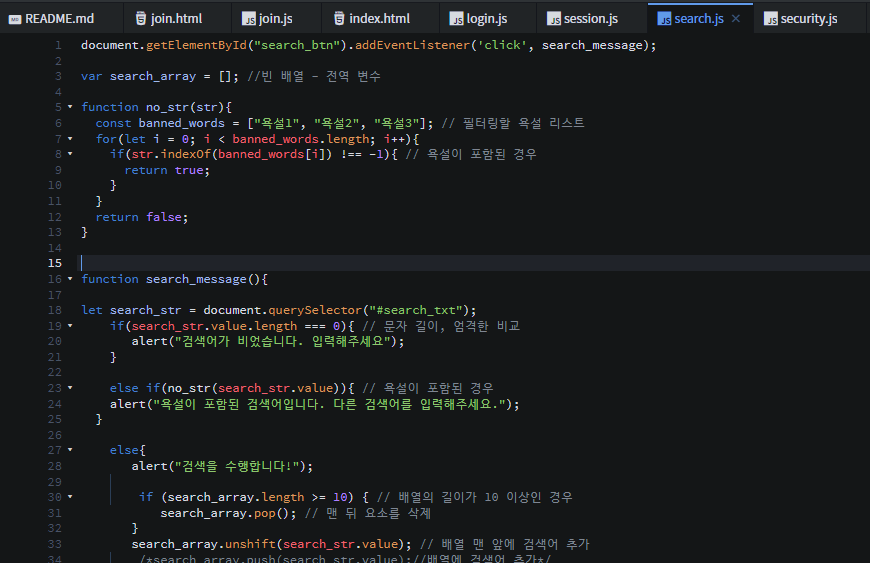 README.md join.html join.js index.html login.js session.js search.js security.js
1 document.getElementById("search_btn").addEventListener('click', search_message);
2
3 var search_array = []; //빈 배열 - 전역 변수
4
5 function no_str(str){
6 const banned_words = ["욕설1", "욕설2", "욕설3"]; // 필터링할 욕설 리스트
7 for(let i = 0; i < banned_words.length; i++){
8 if(str.indexOf(banned_words[i]) !== -1){ // 욕설이 포함된 경우
9 return true;
10 }
11 }
12 return false;
13 }
14
15
16 function search_message(){
17
18 let search_str = document.querySelector("#search_txt");
19 if(search_str.value.length === 0){ // 문자 길이, 엄격한 비교
20 alert("검색어가 비었습니다. 입력해주세요");
21 }
22
23 else if(no_str(search_str.value)){ // 욕설이 포함된 경우
24 alert("욕설이 포함된 검색어입니다. 다른 검색어를 입력해주세요.");
25 }
26
27 else{
28 alert("검색을 수행합니다!");
29
30 if (search_array.length >= 10) { // 배열의 길이가 10 이상인 경우
31 search_array.pop(); // 맨 뒤 요소를 삭제
32 }
33 search_array.unshift(search_str.value); // 배열 맨 앞에 검색어 추가
34 /*search_array.push(search_str.value);//배열에 검색어 추가*/